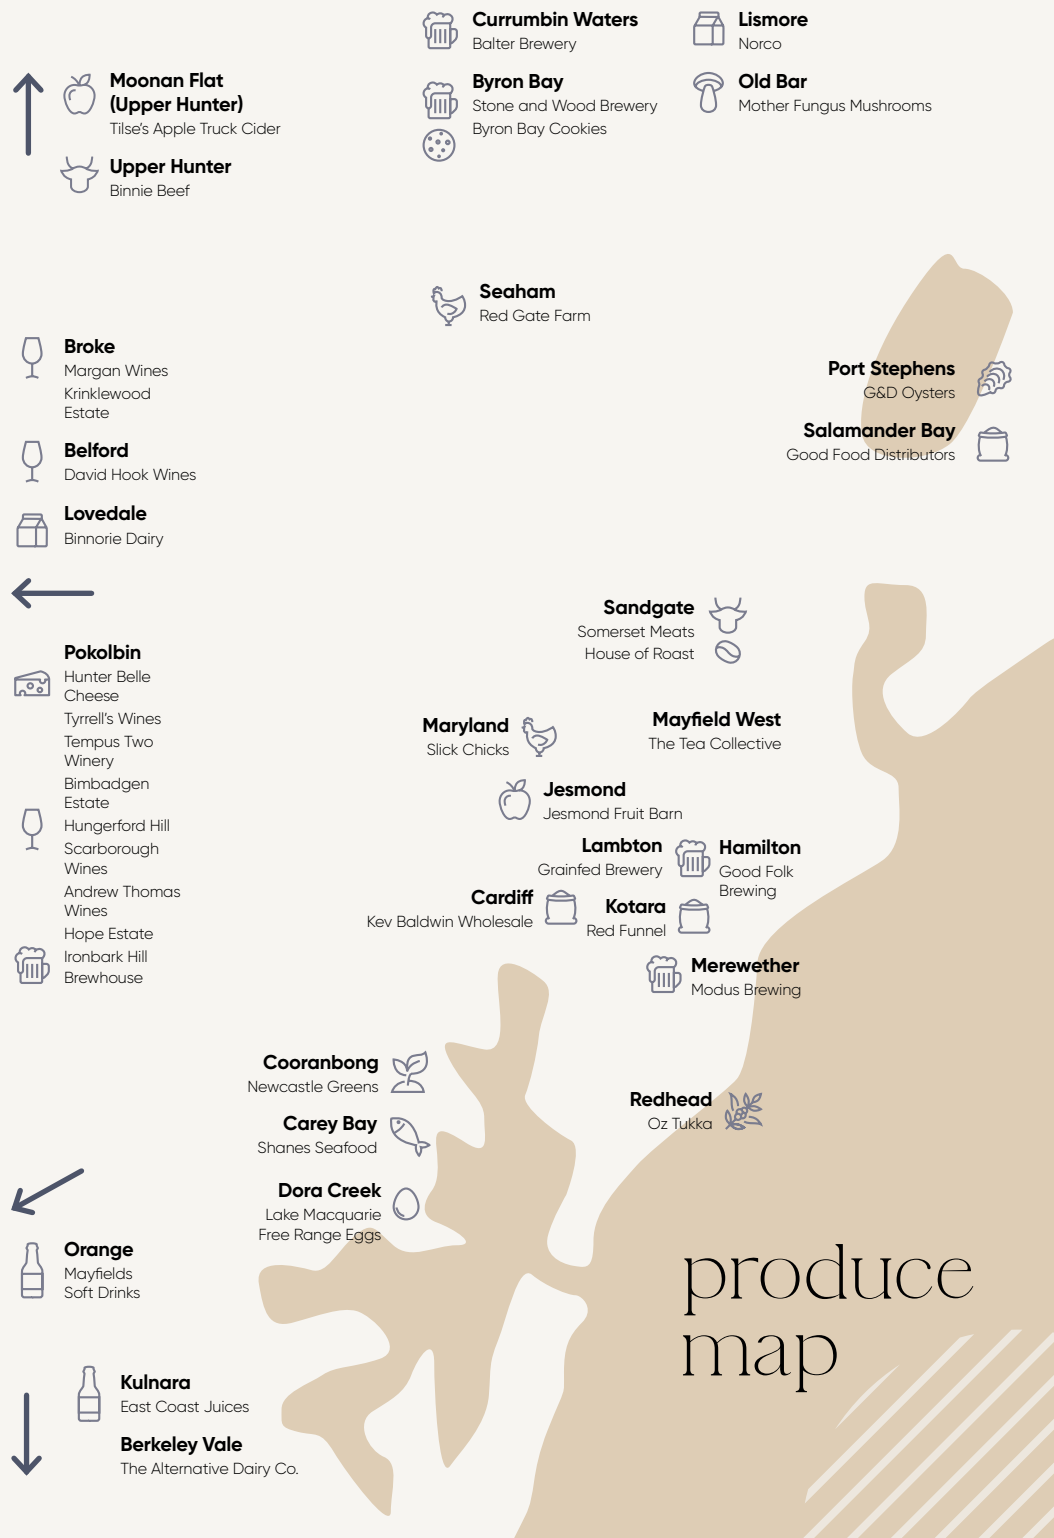 Currumbin Waters
Balter Brewery
Lismore
Norco
Moonan Flat
(Upper Hunter)
Tilse's Apple Truck Cider
Byron Bay
Stone and Wood Brewery
Byron Bay Cookies
Old Bar
Mother Fungus Mushrooms
Upper Hunter
Binnie Beef
Seaham
Red Gate Farm
Broke
Margan Wines
Krinklewood
Estate
Port Stephens
G&D Oysters
Salamander Bay
Good Food Distributors
Belford
David Hook Wines
Lovedale
Binnorie Dairy
Sandgate
Somerset Meats
House of Roast
Pokolbin
Hunter Belle
Cheese
Tyrrell's Wines
Tempus Two
Winery
Bimbadgen
Estate
Hungerford Hill
Scarborough
Wines
Andrew Thomas
Wines
Hope Estate
Ironbark Hill
Brewhouse
Maryland
Slick Chicks
Mayfield West
The Tea Collective
Jesmond
Jesmond Fruit Barn
Lambton
Grainfed Brewery
Hamilton
Good Folk
Brewing
Cardiff
Kev Baldwin Wholesale
Kotara
Red Funnel
Merewether
Modus Brewing
Cooranbong
Newcastle Greens
Redhead
Oz Tukka
Carey Bay
Shanes Seafood
Dora Creek
Lake Macquarie
Free Range Eggs
Orange
Mayfields
Soft Drinks
produce
map
Kulnara
East Coast Juices
Berkeley Vale
The Alternative Dairy Co.